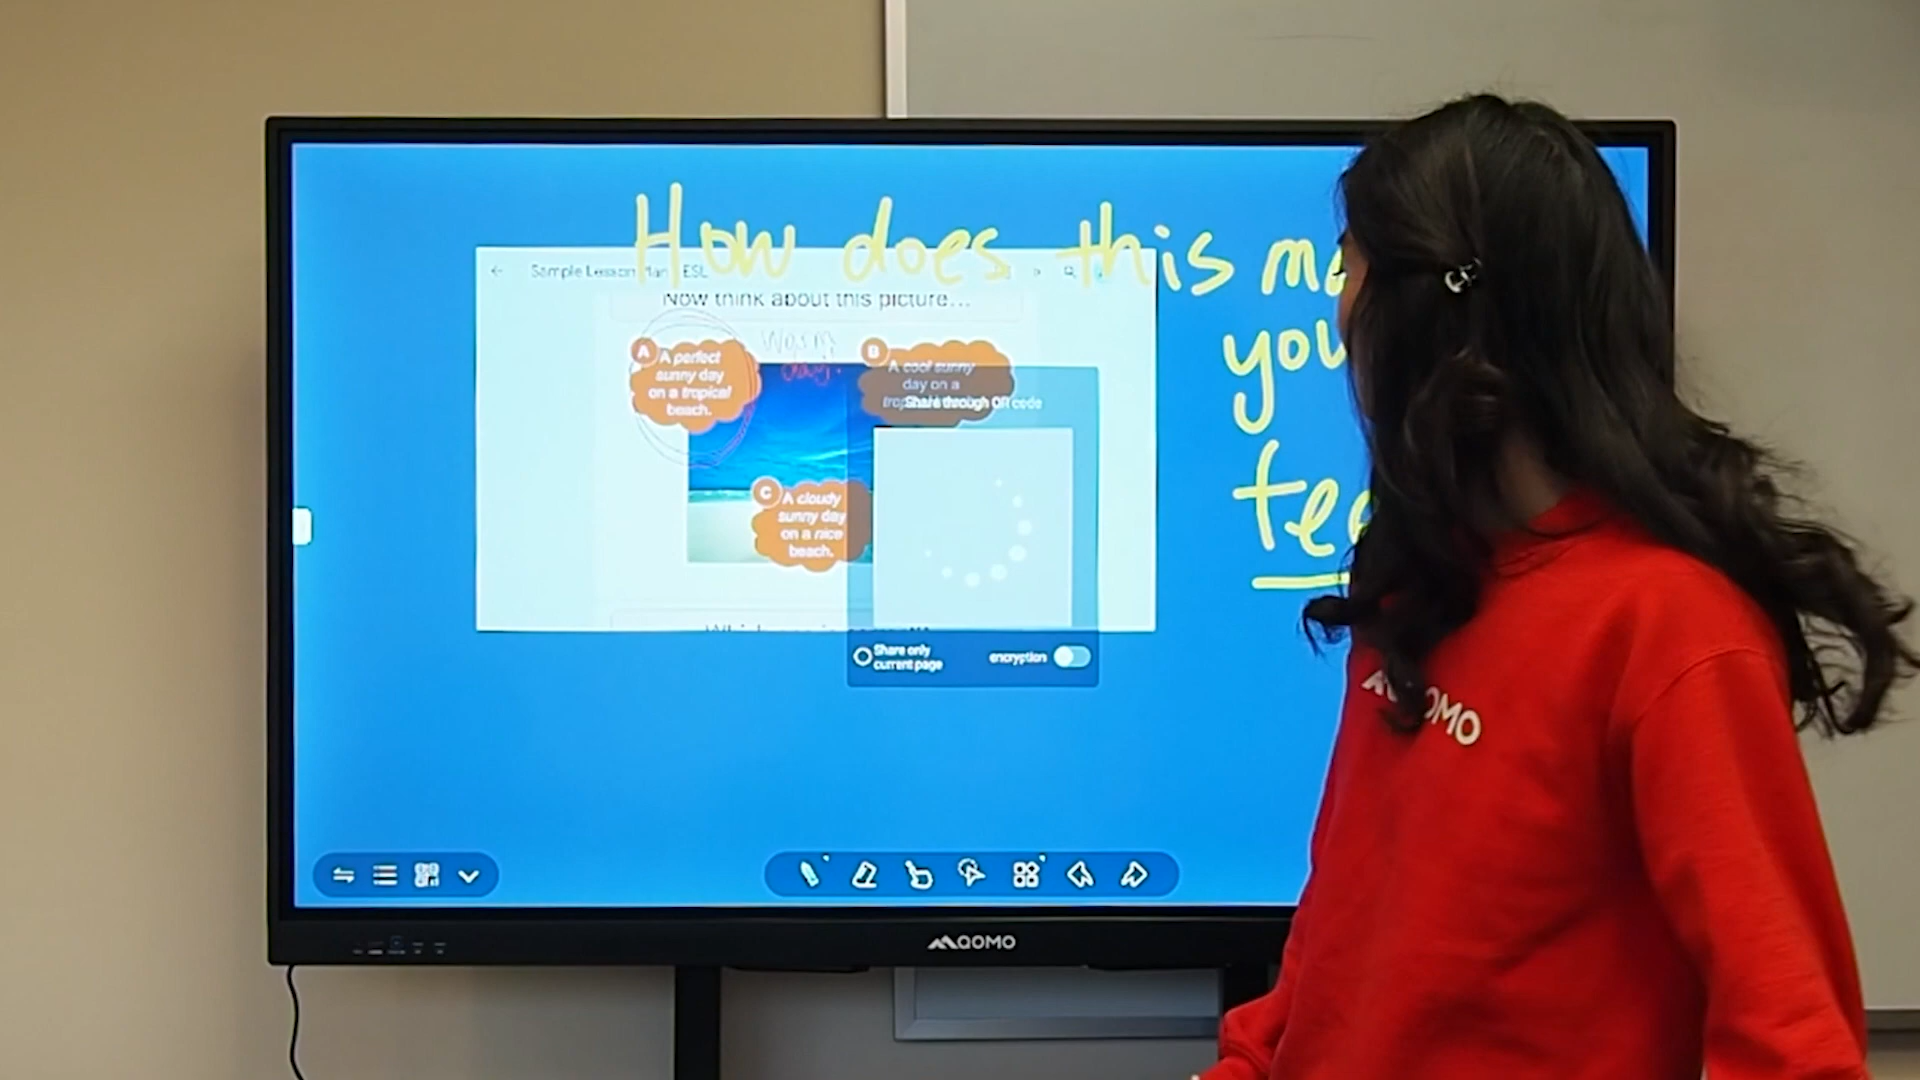 How does this
you
Sample Lesson Plan ESL
Now think about this picture...
Warm
day.
A
A perfect
sunny day
on a tropical
beach.
B
A cool sunny
day on a
Share through QR code
C
A cloudy
sunny day
on a nice
beach.
Share only
current page
encryption
QOMO